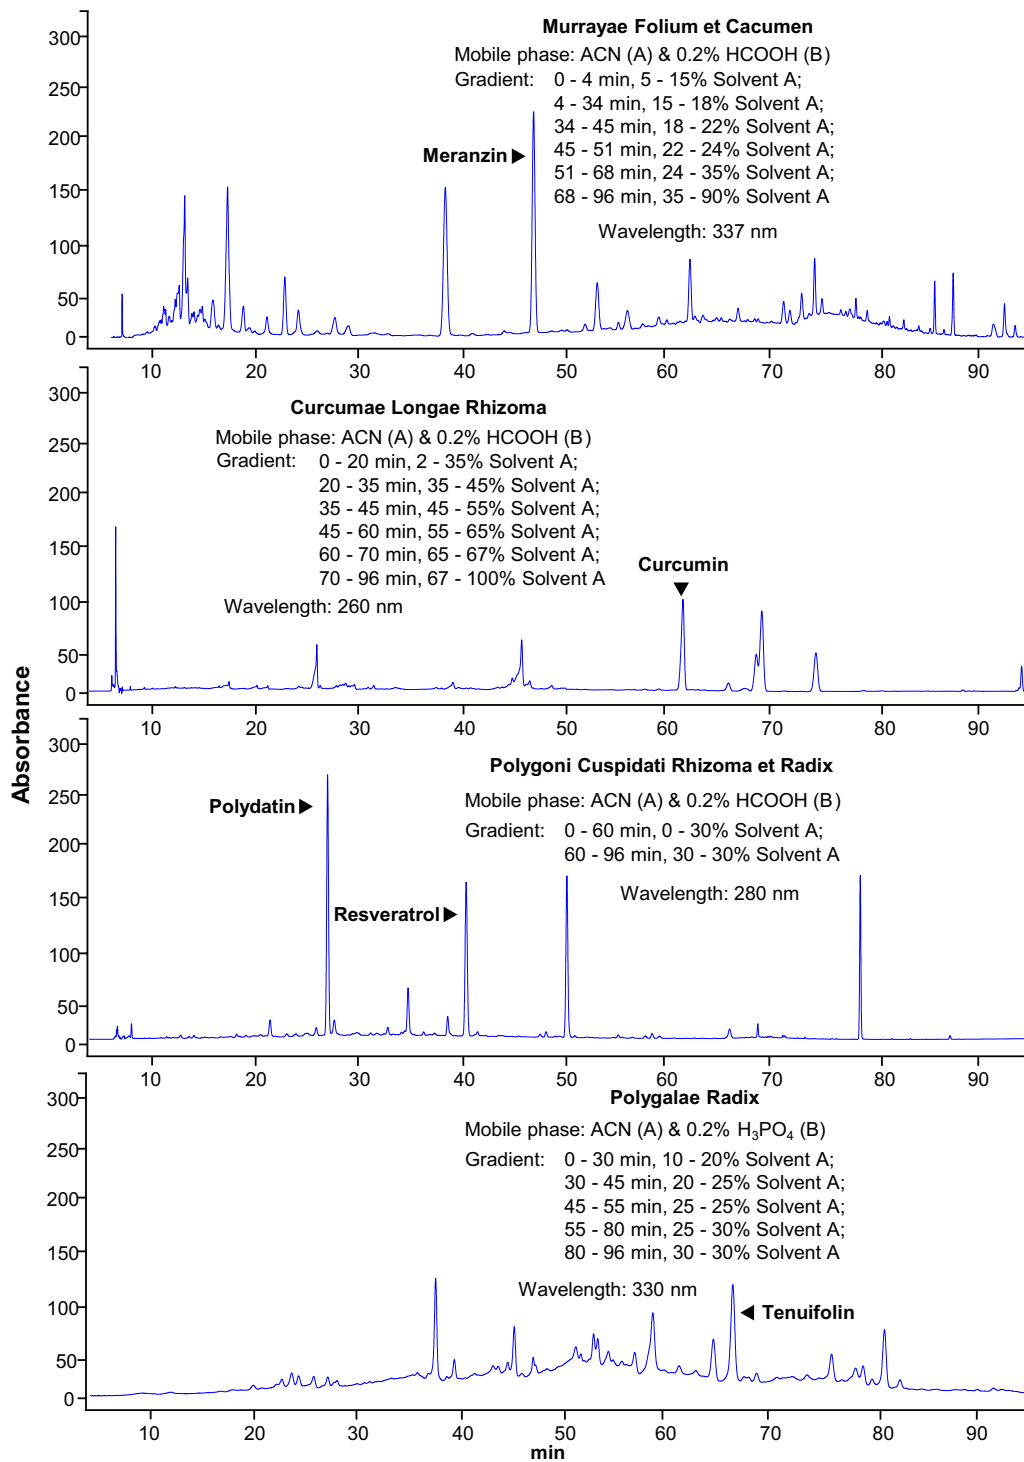 Murrayae Folium et Cacumen
Mobile phase: ACN (A) & 0.2% HCOOH (B)
Gradient: 0 - 4 min, 5 - 15% Solvent A;
4 - 34 min, 15 - 18% Solvent A;
34 - 45 min, 18 - 22% Solvent A;
45 - 51 min, 22 - 24% Solvent A;
51 - 68 min, 24 - 35% Solvent A;
68 - 96 min, 35 - 90% Solvent A
Wavelength: 337 nm
Meranzin
300
250
200
150
100
50
0
10 20 30 40 50 60 70 80 90
Curcumae Longae Rhizoma
Mobile phase: ACN (A) & 0.2% HCOOH (B)
Gradient: 0 - 20 min, 2 - 35% Solvent A;
20 - 35 min, 35 - 45% Solvent A;
35 - 45 min, 45 - 55% Solvent A;
45 - 60 min, 55 - 65% Solvent A;
60 - 70 min, 65 - 67% Solvent A;
70 - 96 min, 67 - 100% Solvent A
Wavelength: 260 nm
Curcumin
300
250
200
150
100
50
0
10 20 30 40 50 60 70 80 90
Absorbance
Polygoni Cuspidati Rhizoma et Radix
Mobile phase: ACN (A) & 0.2% HCOOH (B)
Gradient: 0 - 60 min, 0 - 30% Solvent A;
60 - 96 min, 30 - 30% Solvent A
Wavelength: 280 nm
Polydatin
Resveratrol
300
250
200
150
100
50
0
10 20 30 40 50 60 70 80 90
Polygalae Radix
Mobile phase: ACN (A) & 0.2% H₃PO₄ (B)
Gradient: 0 - 30 min, 10 - 20% Solvent A;
30 - 45 min, 20 - 25% Solvent A;
45 - 55 min, 25 - 25% Solvent A;
55 - 80 min, 25 - 30% Solvent A;
80 - 96 min, 30 - 30% Solvent A
Wavelength: 330 nm
Tenuifolin
300
250
200
150
100
50
0
10 20 30 40 50 60 70 80 90
min